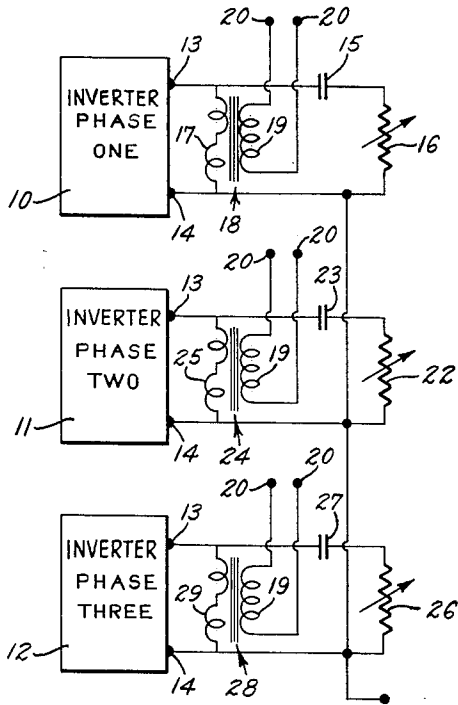 20 20
13 15
INVERTER
PHASE
ONE
17 19 16
10 14 18
20 20
13 23
INVERTER
PHASE
TWO
25 19 22
11 14 24
20 20
13 27
INVERTER
PHASE
THREE
29 19 26
12 14 28